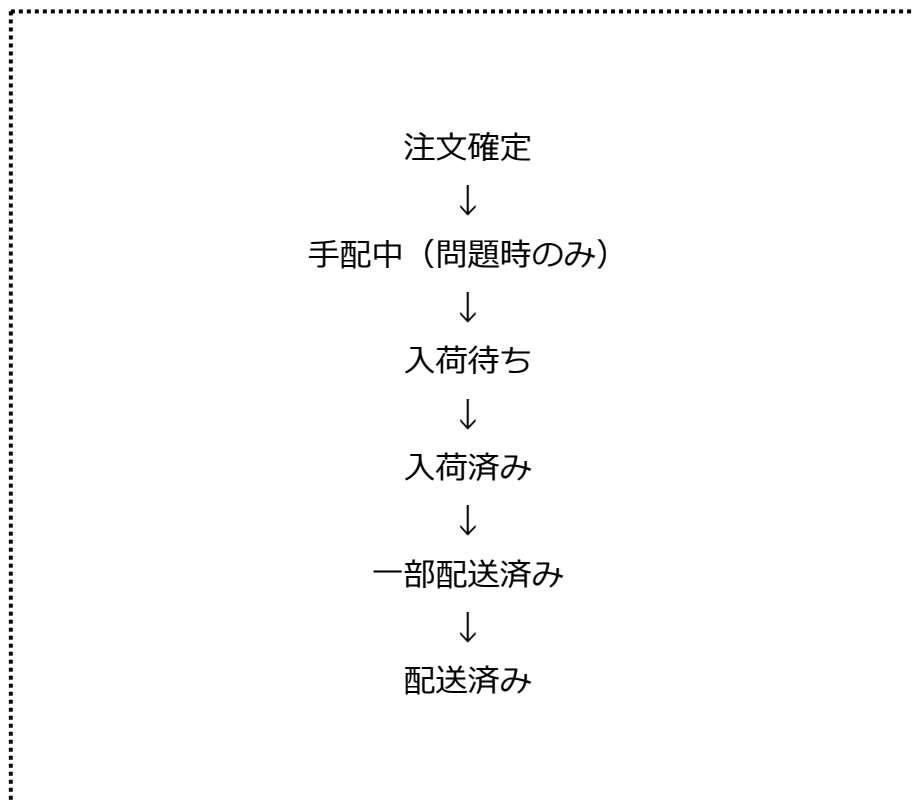 注文確定
↓
手配中（問題時のみ）
↓
入荷待ち
↓
入荷済み
↓
一部配送済み
↓
配送済み